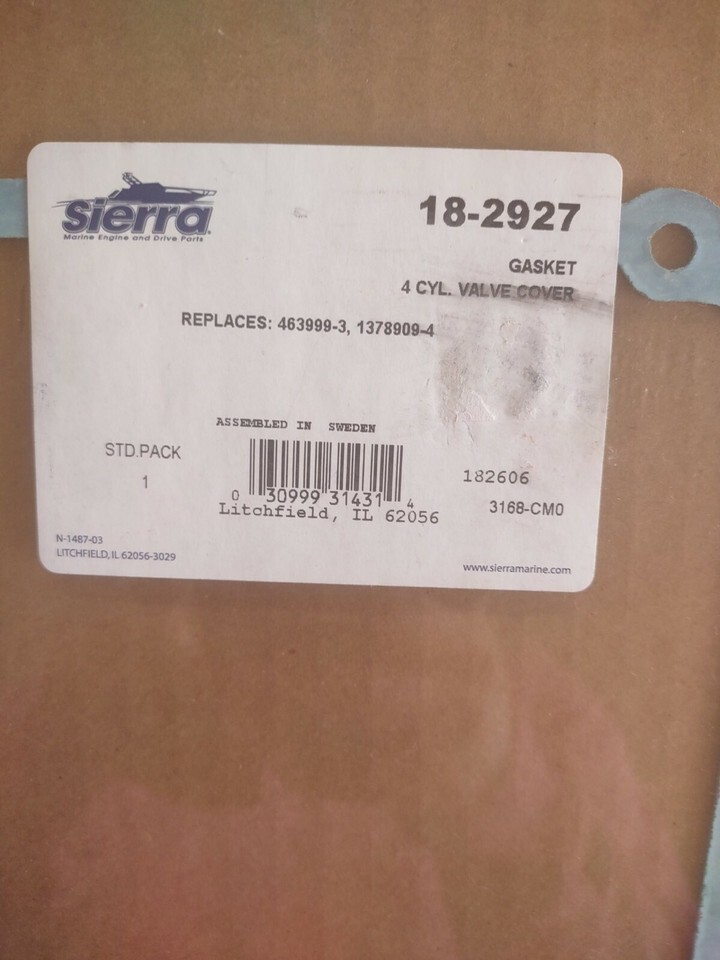 sierra
Marine Engine and Drive Parts
18-2927
GASKET
4 CYL. VALVE COVER
REPLACES: 463999-3, 1378909-4
ASSEMBLED IN SWEDEN
STD.PACK
1
0 30999 31431 4
Litchfield, IL 62056
182606
3168-CM0
N-1487-03
LITCHFIELD, IL 62056-3029
www.sierramarine.com